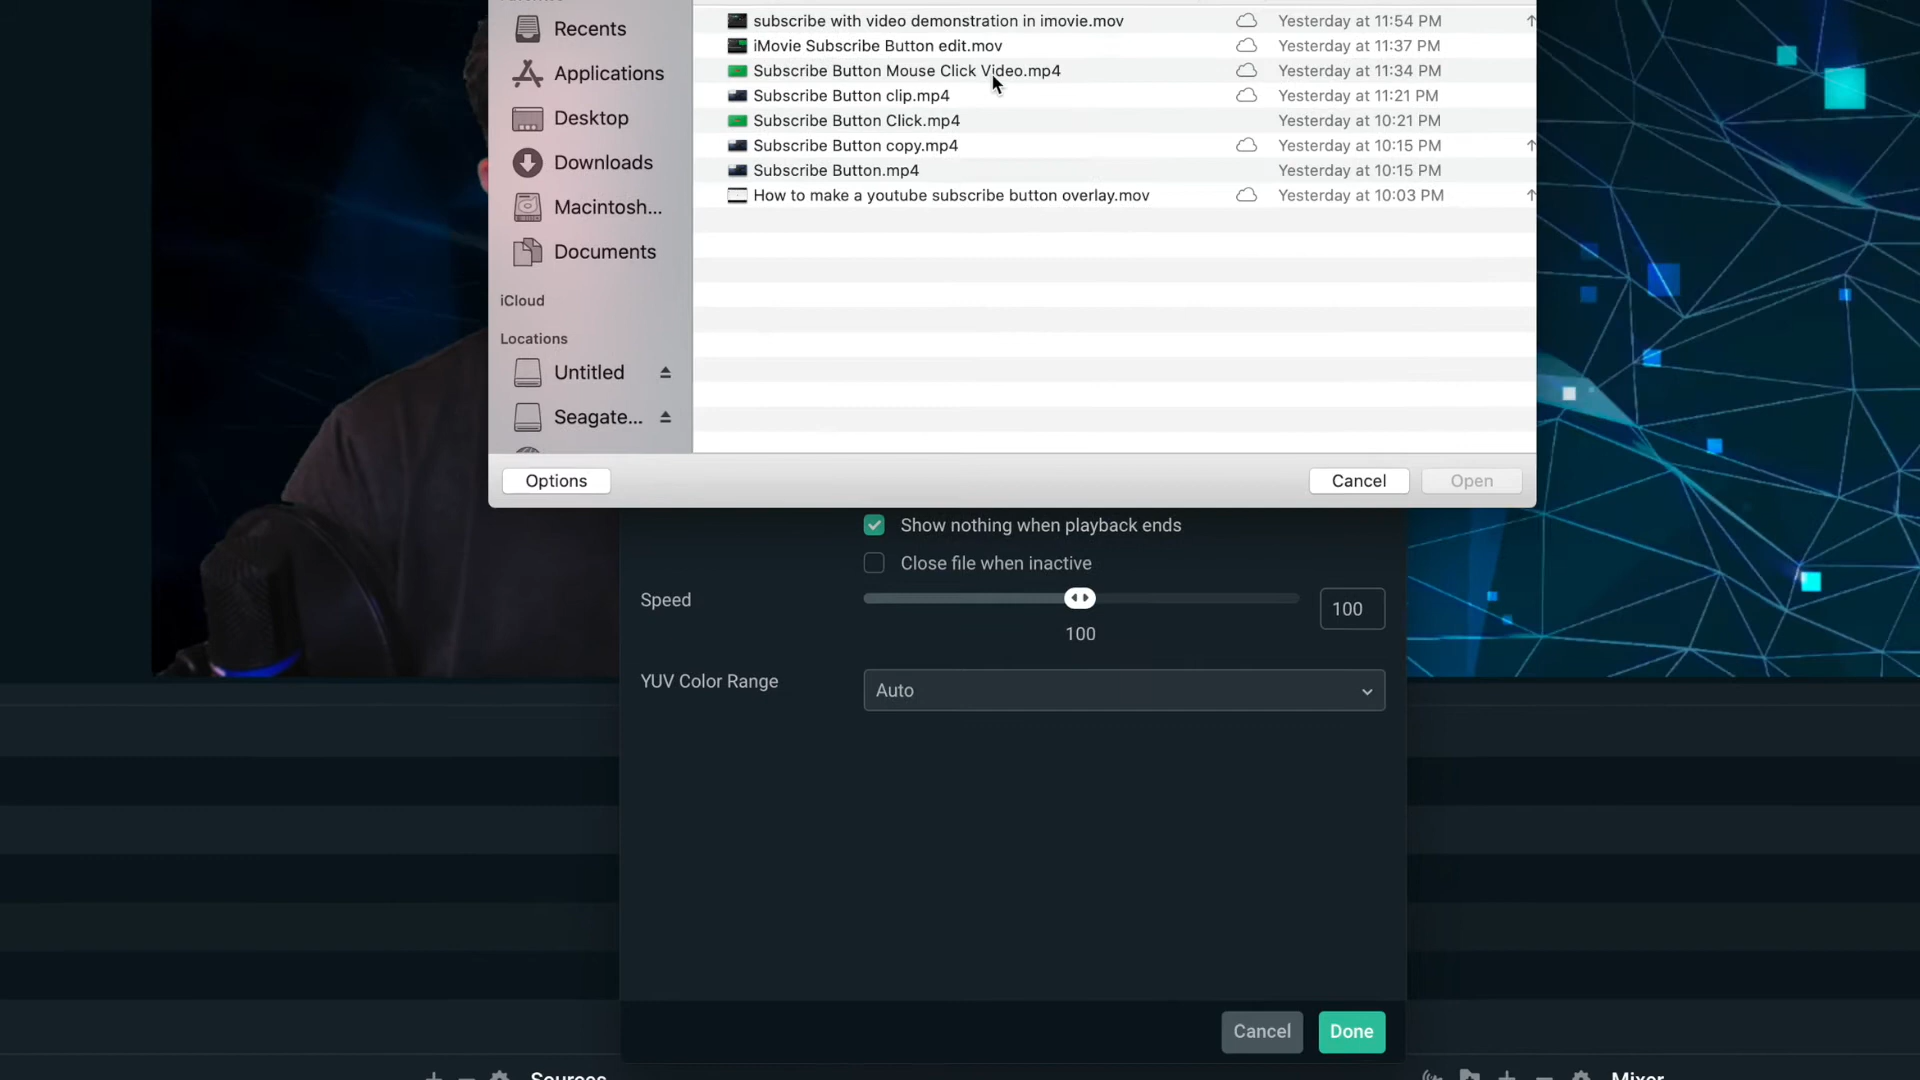 subscribe with video demonstration in imovie.mov Yesterday at 11:54 PM
Recents
iMovie Subscribe Button edit.mov Yesterday at 11:37 PM
Applications
Subscribe Button Mouse Click Video.mp4 Yesterday at 11:34 PM
Subscribe Button clip.mp4 Yesterday at 11:21 PM
Desktop
Subscribe Button Click.mp4 Yesterday at 10:21 PM
Subscribe Button copy.mp4 Yesterday at 10:15 PM
Downloads
Subscribe Button.mp4 Yesterday at 10:15 PM
How to make a youtube subscribe button overlay.mov Yesterday at 10:03 PM
Macintosh...
Documents
iCloud
Locations
Untitled
Seagate...
Options Cancel Open
Show nothing when playback ends
Close file when inactive
Speed 100
100
YUV Color Range Auto
Cancel Done
Sources Mixer